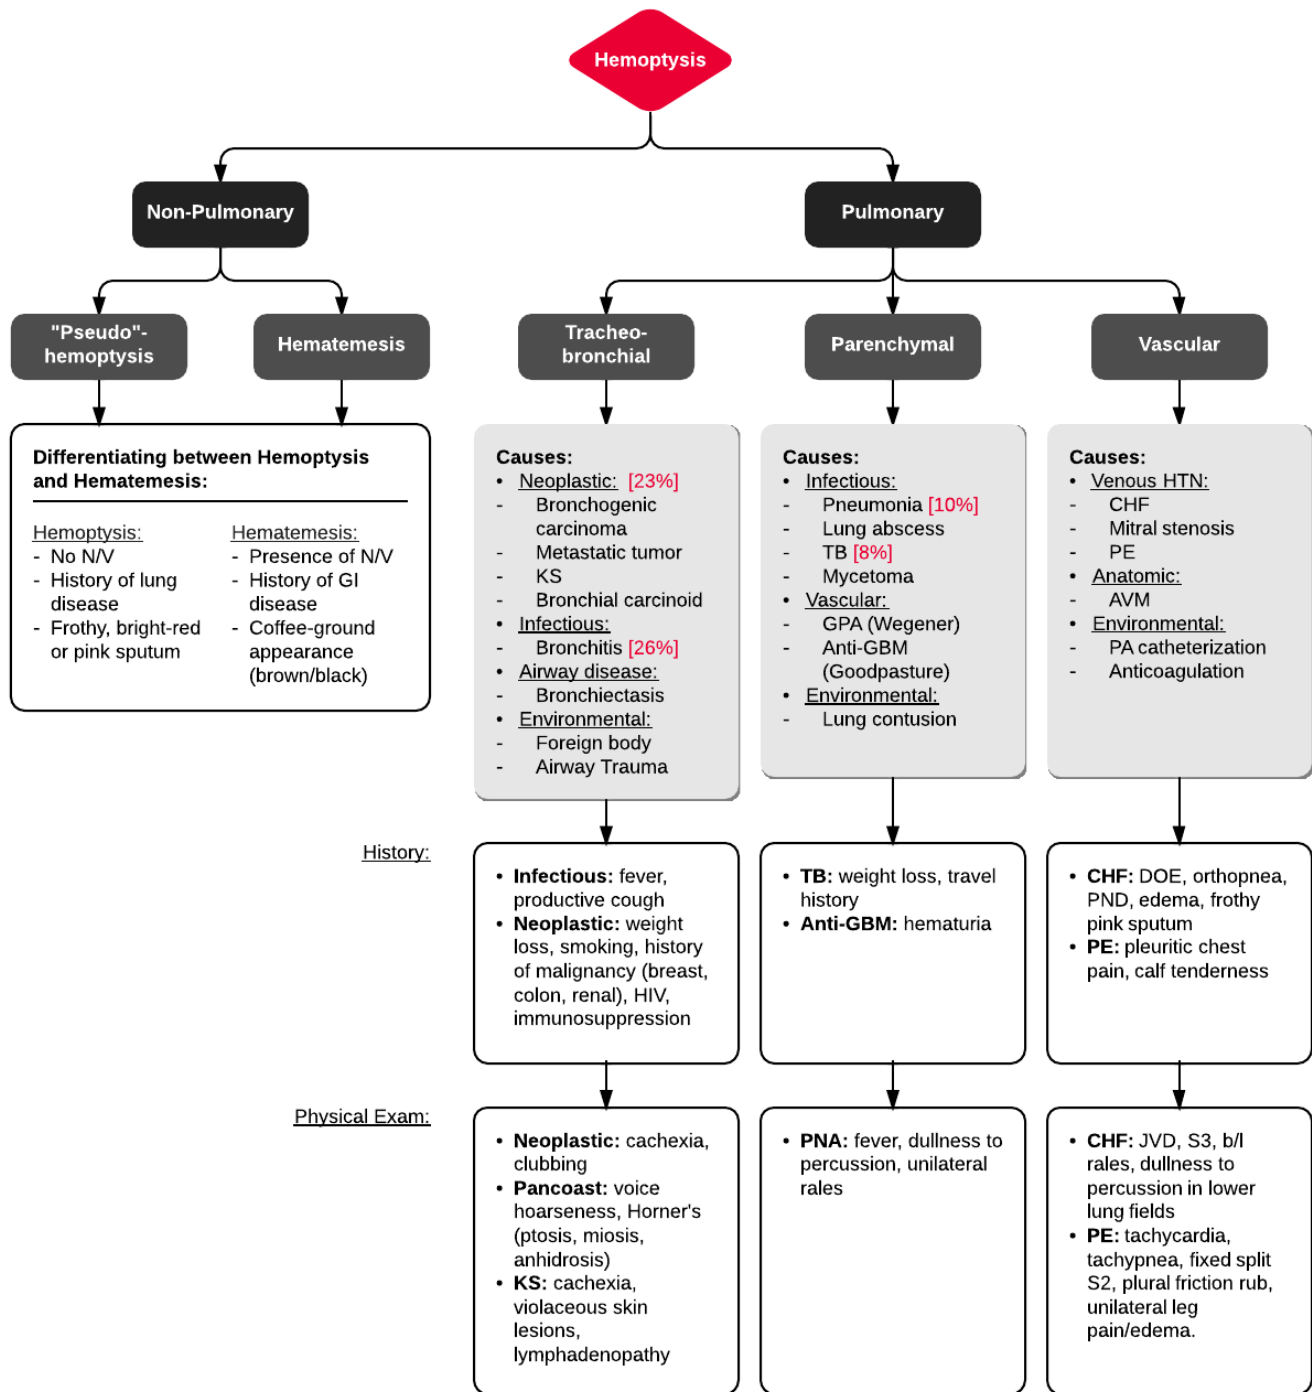 Hemoptysis
Non-Pulmonary
Pulmonary
"Pseudo"-
hemoptysis
Hematemesis
Tracheo-
bronchial
Parenchymal
Vascular
Differentiating between Hemoptysis
and Hematemesis:
Hemoptysis:
- No N/V
- History of lung
disease
- Frothy, bright-red
or pink sputum
Hematemesis:
- Presence of N/V
- History of GI
disease
- Coffee-ground
appearance
(brown/black)
Causes:
• Neoplastic: [23%]
- Bronchogenic
carcinoma
- Metastatic tumor
- KS
- Bronchial carcinoid
• Infectious:
- Bronchitis [26%]
• Airway disease:
- Bronchiectasis
• Environmental:
- Foreign body
- Airway Trauma
Causes:
• Infectious:
- Pneumonia [10%]
- Lung abscess
- TB [8%]
- Mycetoma
• Vascular:
- GPA (Wegener)
- Anti-GBM
(Goodpasture)
• Environmental:
- Lung contusion
Causes:
• Venous HTN:
- CHF
- Mitral stenosis
- PE
• Anatomic:
- AVM
• Environmental:
- PA catheterization
- Anticoagulation
History:
• Infectious: fever,
productive cough
• Neoplastic: weight
loss, smoking, history
of malignancy (breast,
colon, renal), HIV,
immunosuppression
• TB: weight loss, travel
history
• Anti-GBM: hematuria
• CHF: DOE, orthopnea,
PND, edema, frothy
pink sputum
• PE: pleuritic chest
pain, calf tenderness
Physical Exam:
• Neoplastic: cachexia,
clubbing
• Pancoast: voice
hoarseness, Horner's
(ptosis, miosis,
anhidrosis)
• KS: cachexia,
violaceous skin
lesions,
lymphadenopathy
• PNA: fever, dullness to
percussion, unilateral
rales
• CHF: JVD, S3, b/l
rales, dullness to
percussion in lower
lung fields
• PE: tachycardia,
tachypnea, fixed split
S2, plural friction rub,
unilateral leg
pain/edema.